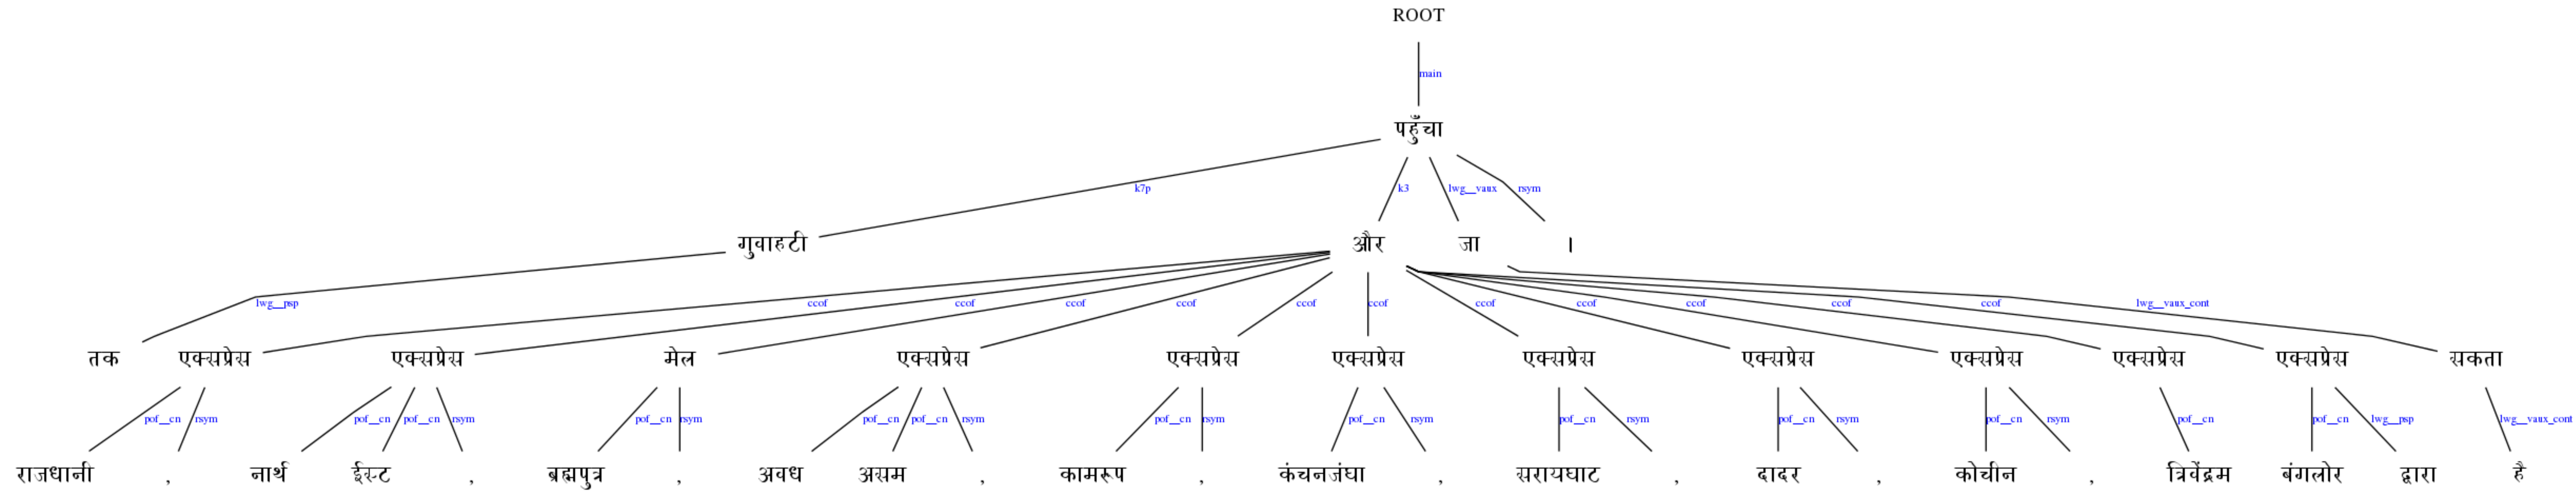 ROOT
main
पहुँचा
k7p k3 lwg__vaux rsym
गुवाहटी और जा ।
lwg__psp ccof ccof ccof ccof ccof ccof ccof ccof ccof ccof ccof lwg__vaux_cont
तक एक्सप्रेस एक्सप्रेस मेल एक्सप्रेस एक्सप्रेस एक्सप्रेस एक्सप्रेस एक्सप्रेस एक्सप्रेस एक्सप्रेस एक्सप्रेस सकता
pof__cn rsym pof__cn pof__cn rsym pof__cn rsym pof__cn pof__cn rsym pof__cn rsym pof__cn rsym pof__cn rsym pof__cn rsym pof__cn rsym pof__cn pof__cn lwg__psp lwg__vaux_cont
राजधानी , नार्थ ईस्ट , ब्रह्मपुत्र , अवध असम , कामरूप , कंचनजंघा , सरायघाट , दादर , कोचीन , त्रिवेंद्रम बंगलोर द्वारा है